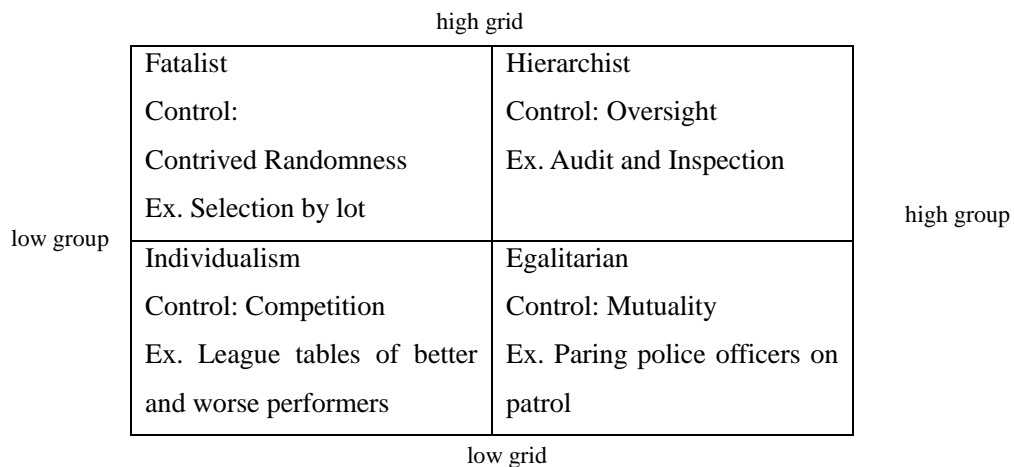 high grid
Fatalist
Control:
Contrived Randomness
Ex. Selection by lot
Hierarchist
Control: Oversight
Ex. Audit and Inspection
low group
high group
Individualism
Control: Competition
Ex. League tables of better
and worse performers
Egalitarian
Control: Mutuality
Ex. Paring police officers on
patrol
low grid